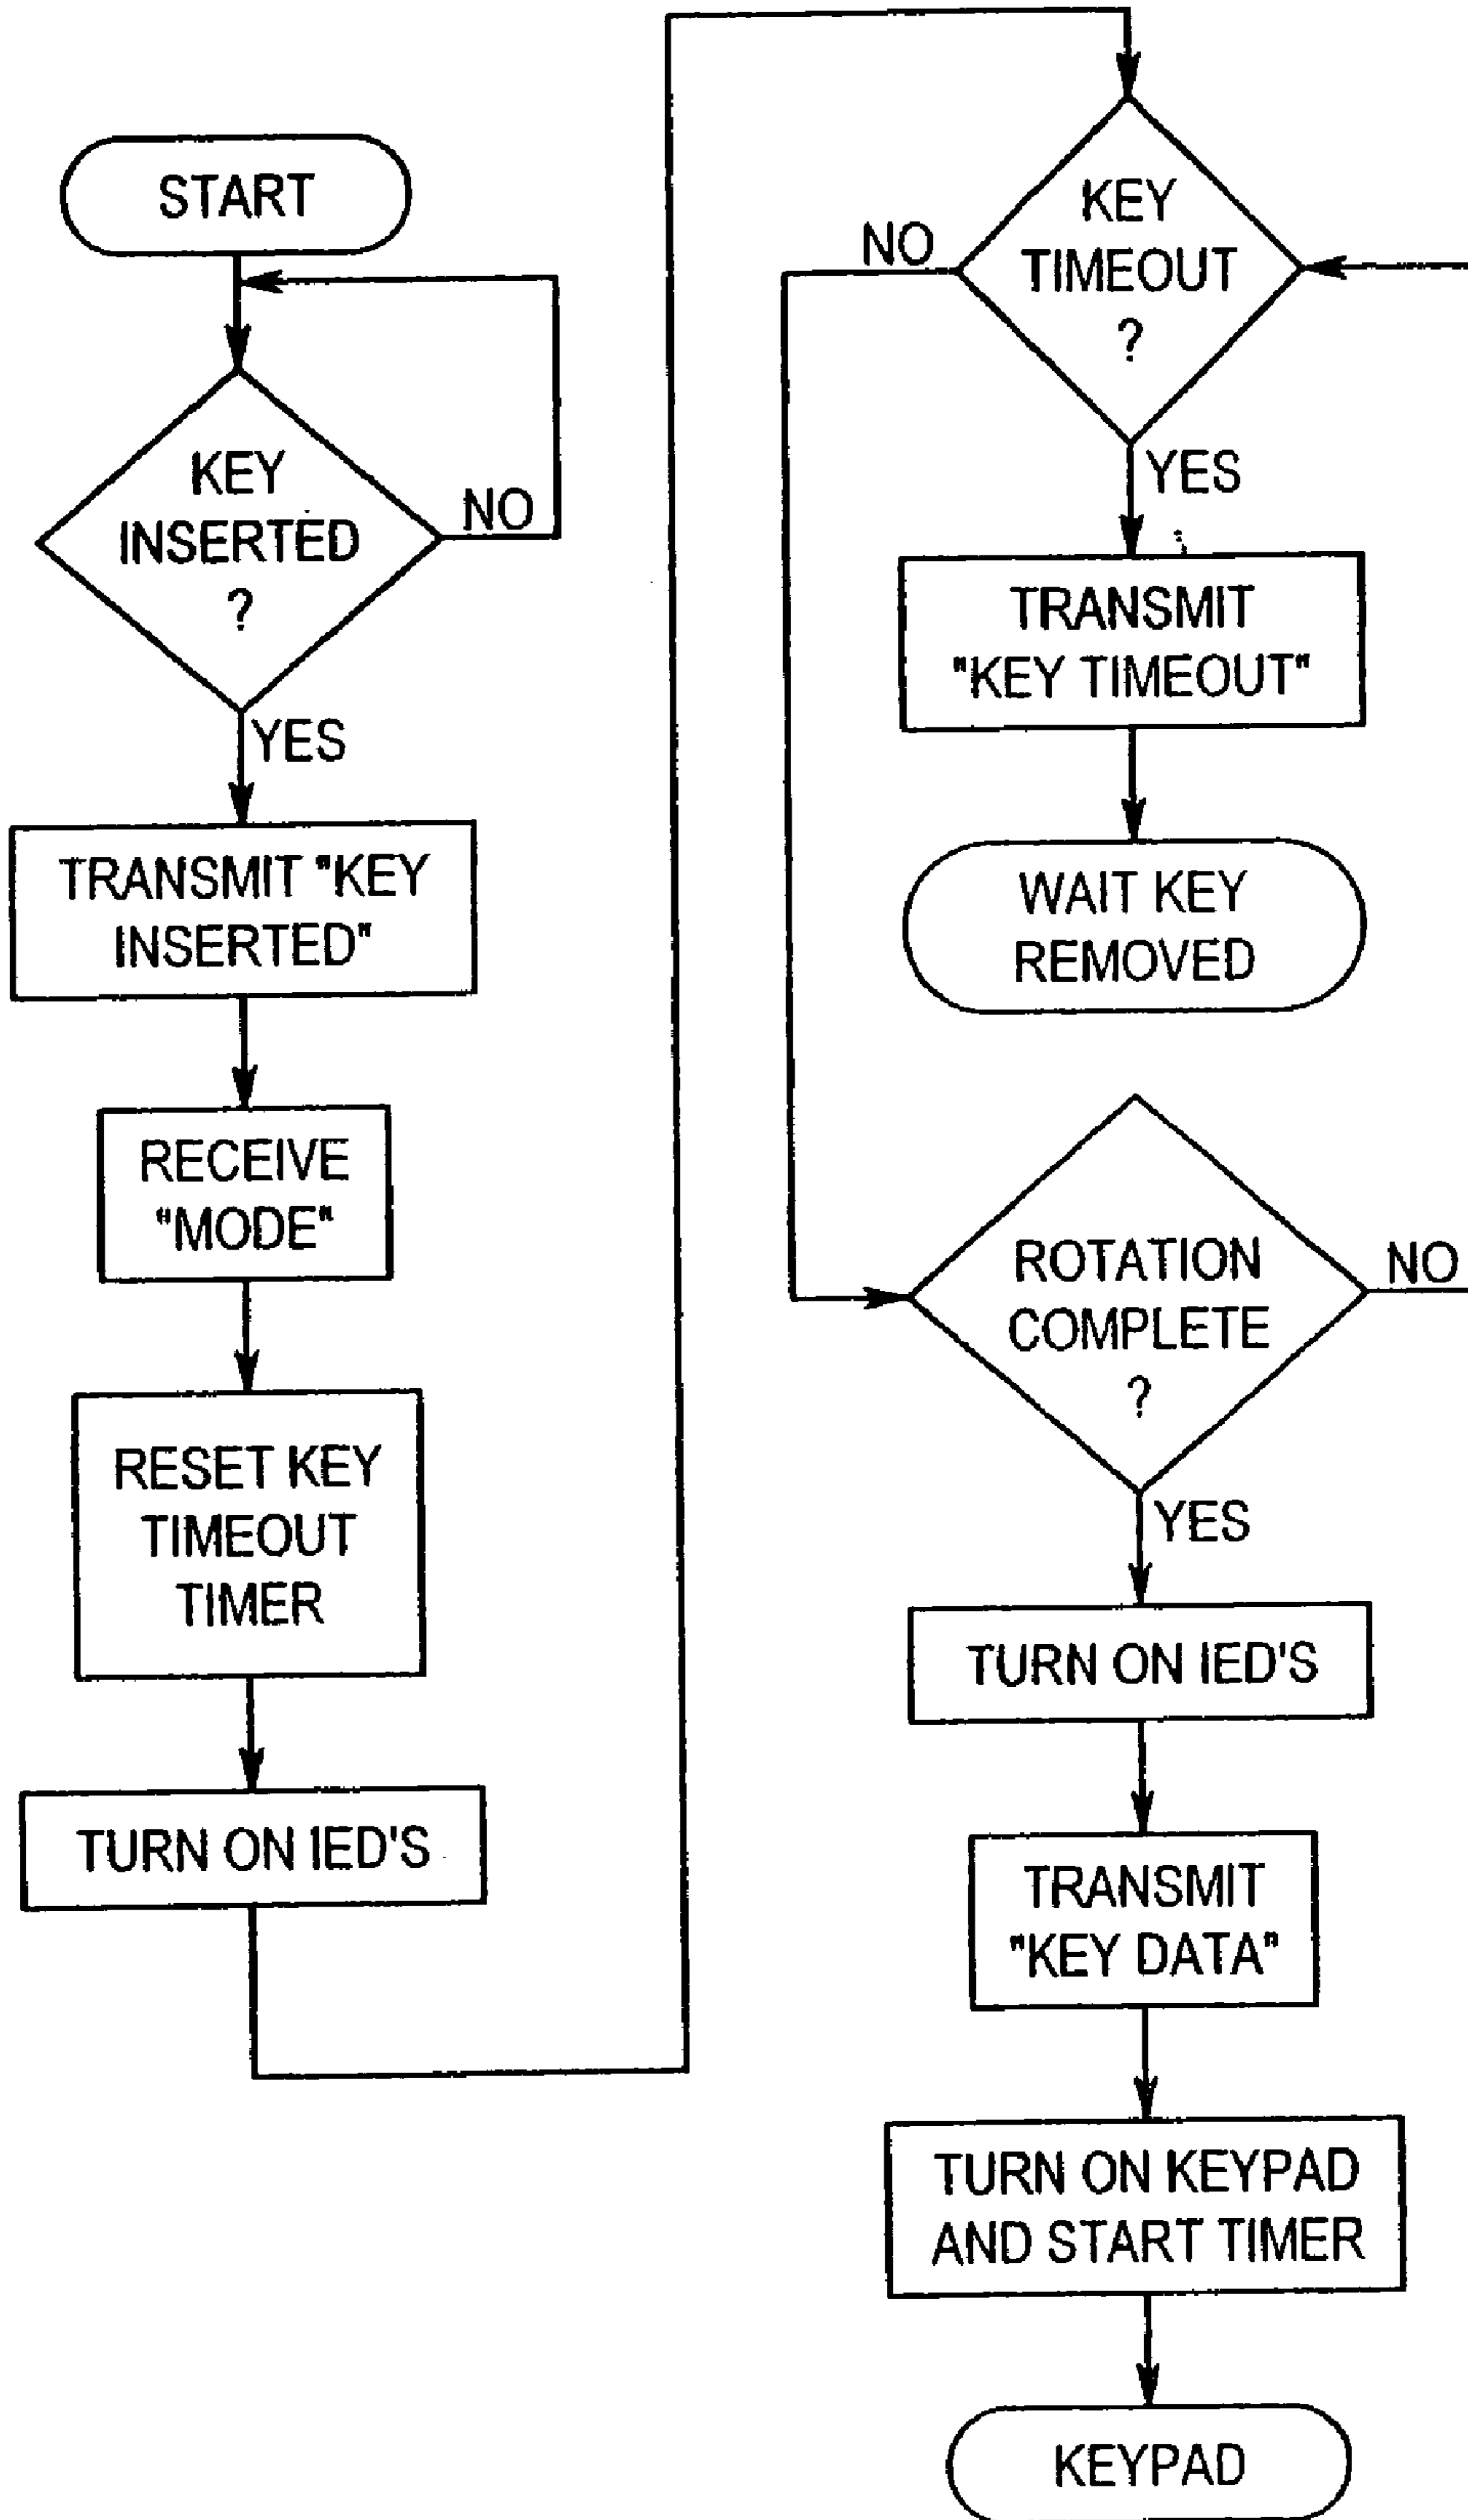 START
KEY
INSERTED
?
NO
YES
TRANSMIT "KEY
INSERTED"
RECEIVE
"MODE"
RESET KEY
TIMEOUT
TIMER
TURN ON IED'S
KEY
TIMEOUT
?
NO
YES
TRANSMIT
"KEY TIMEOUT"
WAIT KEY
REMOVED
ROTATION
COMPLETE
?
NO
YES
TURN ON IED'S
TRANSMIT
"KEY DATA"
TURN ON KEYPAD
AND START TIMER
KEYPAD